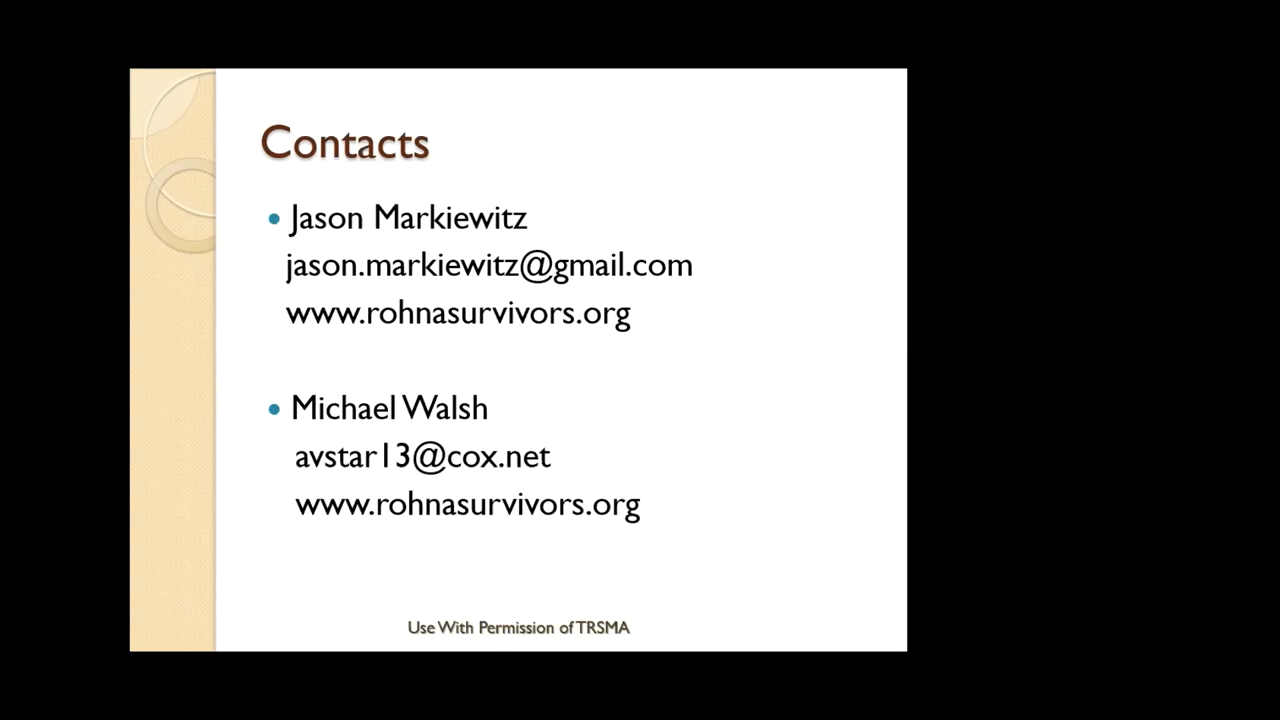 Contacts
• Jason Markiewitz
jason.markiewitz@gmail.com
www.rohnasurvivors.org
• Michael Walsh
avstar13@cox.net
www.rohnasurvivors.org
Use With Permission of TRSMA